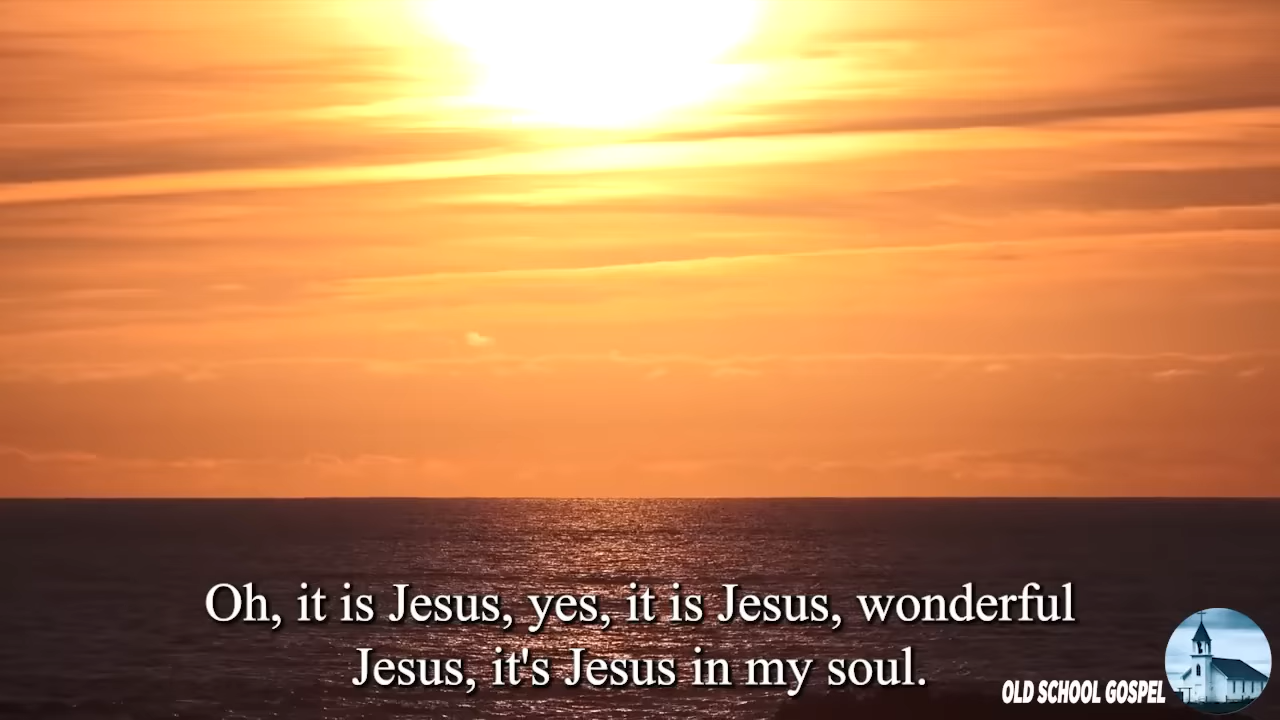 Oh, it is Jesus, yes, it is Jesus, wonderful
Jesus, it's Jesus in my soul.
OLD SCHOOL GOSPEL